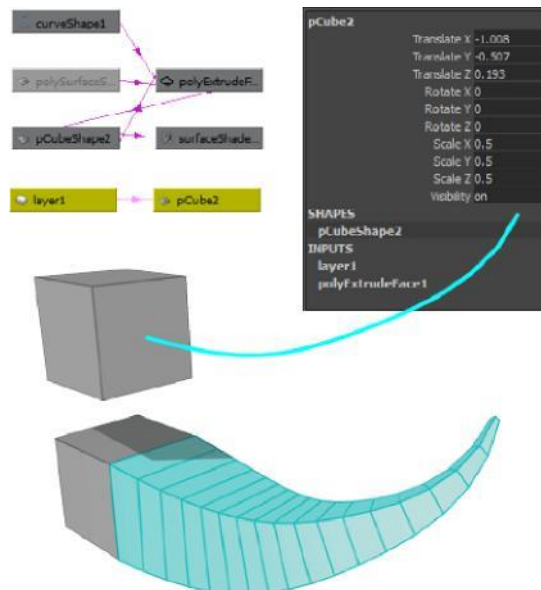 curveShape1
polySurfaceS...
polyExtrudeF...
pCubeShape2
surfaceShade...
layer1
pCube2
pCube2
Translate X -1.008
Translate Y -0.507
Translate Z 0.193
Rotate X 0
Rotate Y 0
Rotate Z 0
Scale X 0.5
Scale Y 0.5
Scale Z 0.5
Visibility on
SHAPES
pCubeShape2
INPUTS
layer1
polyExtrudeFace1